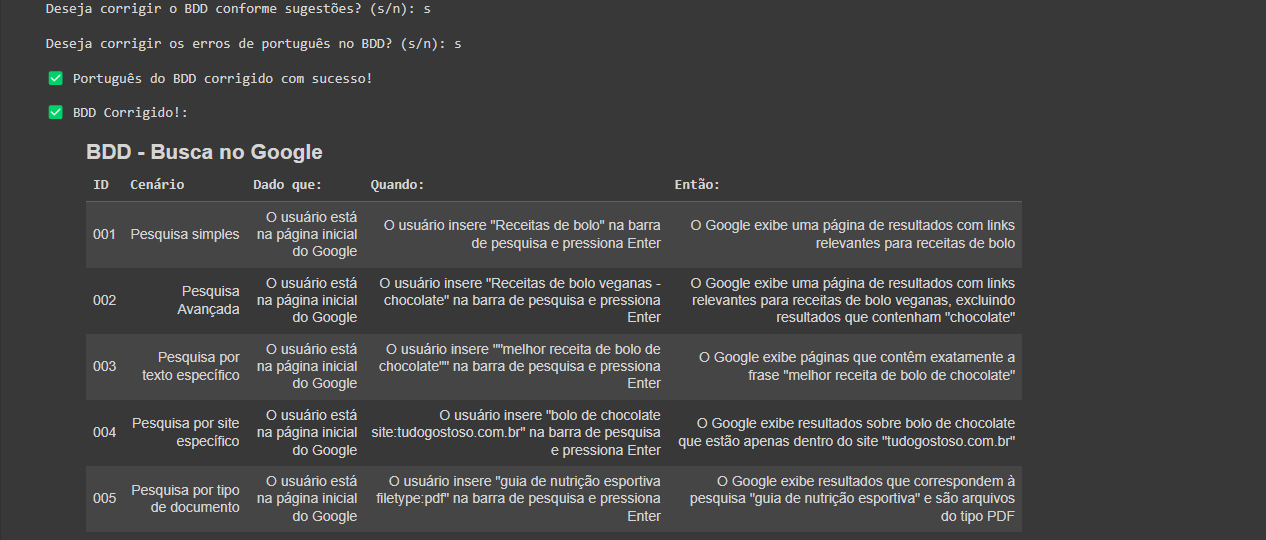 Deseja corrigir o BDD conforme sugestões? (s/n): s
Deseja corrigir os erros de português no BDD? (s/n): s
Português do BDD corrigido com sucesso!
BDD Corrigido!:
BDD - Busca no Google
ID Cenário Dado que: Quando: Então:
001
Pesquisa simples
O usuário está
na página inicial
do Google
O usuário insere "Receitas de bolo" na barra
de pesquisa e pressiona Enter
O Google exibe uma página de resultados com links
relevantes para receitas de bolo
002
Pesquisa
Avançada
O usuário está
na página inicial
do Google
O usuário insere "Receitas de bolo veganas -
chocolate" na barra de pesquisa e pressiona
Enter
O Google exibe uma página de resultados com links
relevantes para receitas de bolo veganas, excluindo
resultados que contenham "chocolate"
003
Pesquisa por
texto específico
O usuário está
na página inicial
do Google
O usuário insere ""melhor receita de bolo de
chocolate"" na barra de pesquisa e pressiona
Enter
O Google exibe páginas que contêm exatamente a
frase "melhor receita de bolo de chocolate"
004
Pesquisa por site
específico
O usuário está
na página inicial
do Google
O usuário insere "bolo de chocolate
site:tudogostoso.com.br" na barra de pesquisa
e pressiona Enter
O Google exibe resultados sobre bolo de chocolate
que estão apenas dentro do site "tudogostoso.com.br"
005
Pesquisa por tipo
de documento
O usuário está
na página inicial
do Google
O usuário insere "guia de nutrição esportiva
filetype:pdf" na barra de pesquisa e pressiona
Enter
O Google exibe resultados que correspondem à
pesquisa "guia de nutrição esportiva" e são arquivos
do tipo PDF